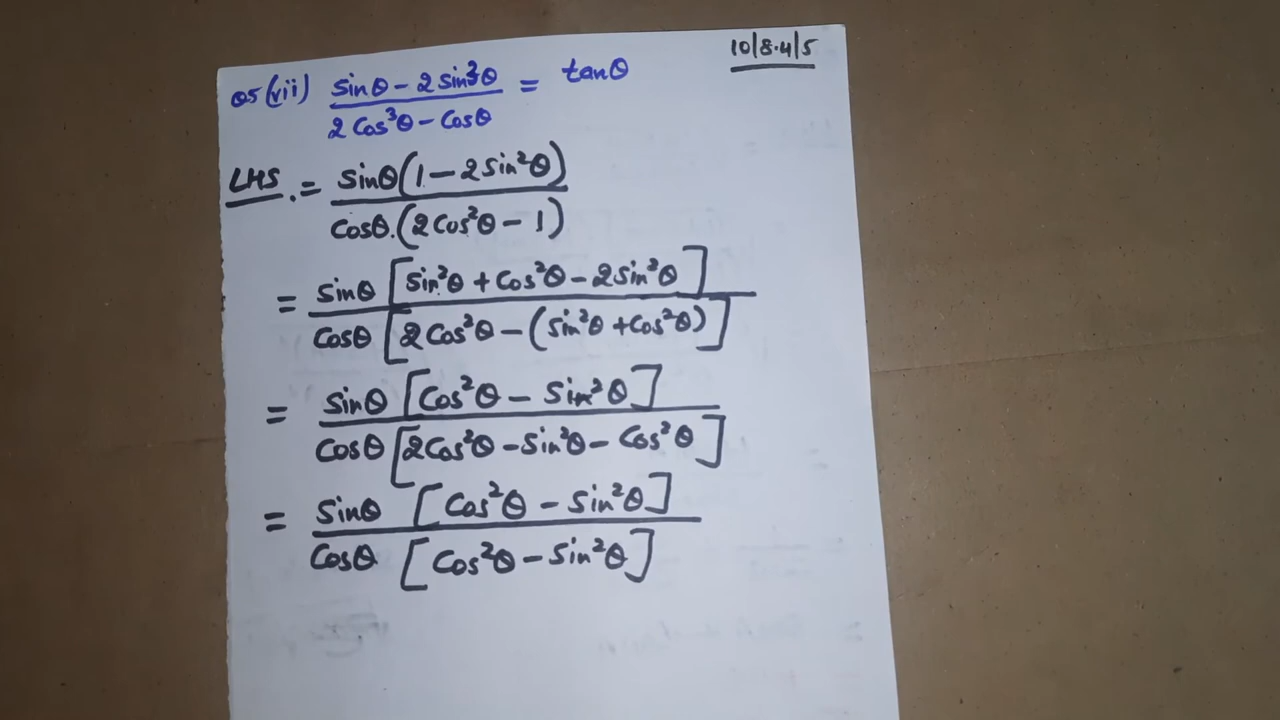 10/8.4/5
Q5 (vii) sinθ - 2 sin³θ / 2 cos³θ - cosθ = tanθ
LHS. = sinθ(1 - 2 sin²θ) / cosθ.(2 cos²θ - 1)
= sinθ [sin²θ + cos²θ - 2 sin²θ] / cosθ [2 cos²θ - (sin²θ + cos²θ)]
= sinθ [cos²θ - sin²θ] / cosθ [2cos²θ - sin²θ - cos²θ]
= sinθ [cos²θ - sin²θ] / cosθ [cos²θ - sin²θ]